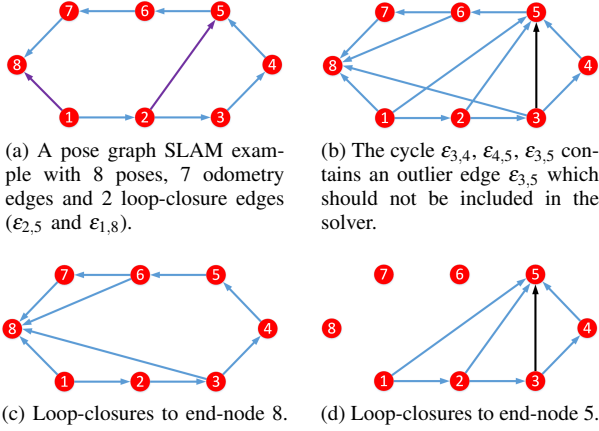 7 6 5
8 4
1 2 3
(a) A pose graph SLAM exam-
ple with 8 poses, 7 odometry
edges and 2 loop-closure edges
(ε2,5 and ε1,8).
7 6 5
8 4
1 2 3
(b) The cycle ε3,4, ε4,5, ε3,5 con-
tains an outlier edge ε3,5 which
should not be included in the
solver.
7 6 5
8 4
1 2 3
(c) Loop-closures to end-node 8.
7 6 5
8 4
1 2 3
(d) Loop-closures to end-node 5.